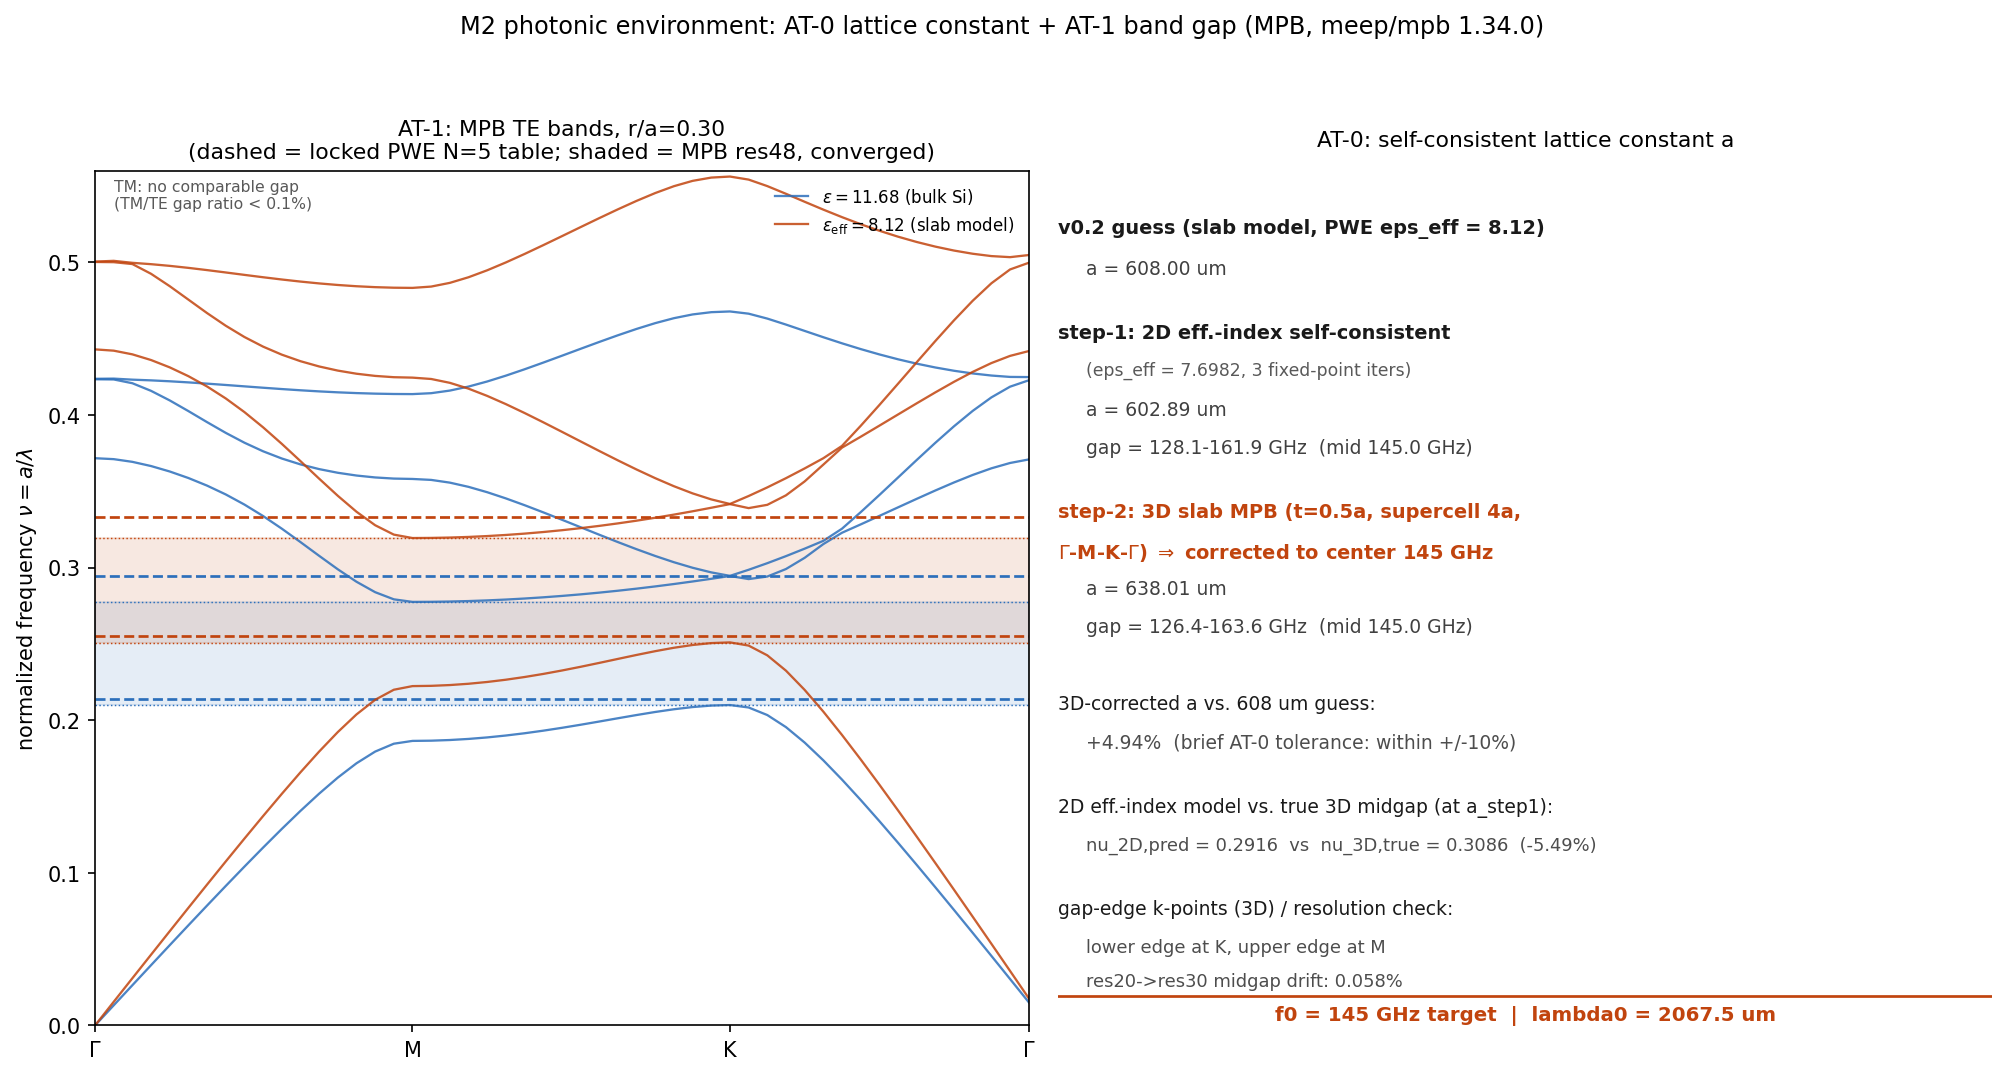 M2 photonic environment: AT-0 lattice constant + AT-1 band gap (MPB, meep/mpb 1.34.0)
AT-1: MPB TE bands, r/a=0.30
(dashed = locked PWE N=5 table; shaded = MPB res48, converged)
TM: no comparable gap
(TM/TE gap ratio < 0.1%)
ε = 11.68 (bulk Si)
ε_eff = 8.12 (slab model)
normalized frequency ν = a/λ
0.5
0.4
0.3
0.2
0.1
0.0
Γ
M
K
Γ
AT-0: self-consistent lattice constant a
v0.2 guess (slab model, PWE eps_eff = 8.12)
a = 608.00 um
step-1: 2D eff.-index self-consistent
(eps_eff = 7.6982, 3 fixed-point iters)
a = 602.89 um
gap = 128.1-161.9 GHz (mid 145.0 GHz)
step-2: 3D slab MPB (t=0.5a, supercell 4a,
Γ-M-K-Γ) ⇒ corrected to center 145 GHz
a = 638.01 um
gap = 126.4-163.6 GHz (mid 145.0 GHz)
3D-corrected a vs. 608 um guess:
+4.94% (brief AT-0 tolerance: within +/-10%)
2D eff.-index model vs. true 3D midgap (at a_step1):
nu_2D,pred = 0.2916 vs nu_3D,true = 0.3086 (-5.49%)
gap-edge k-points (3D) / resolution check:
lower edge at K, upper edge at M
res20->res30 midgap drift: 0.058%
f0 = 145 GHz target | lambda0 = 2067.5 um